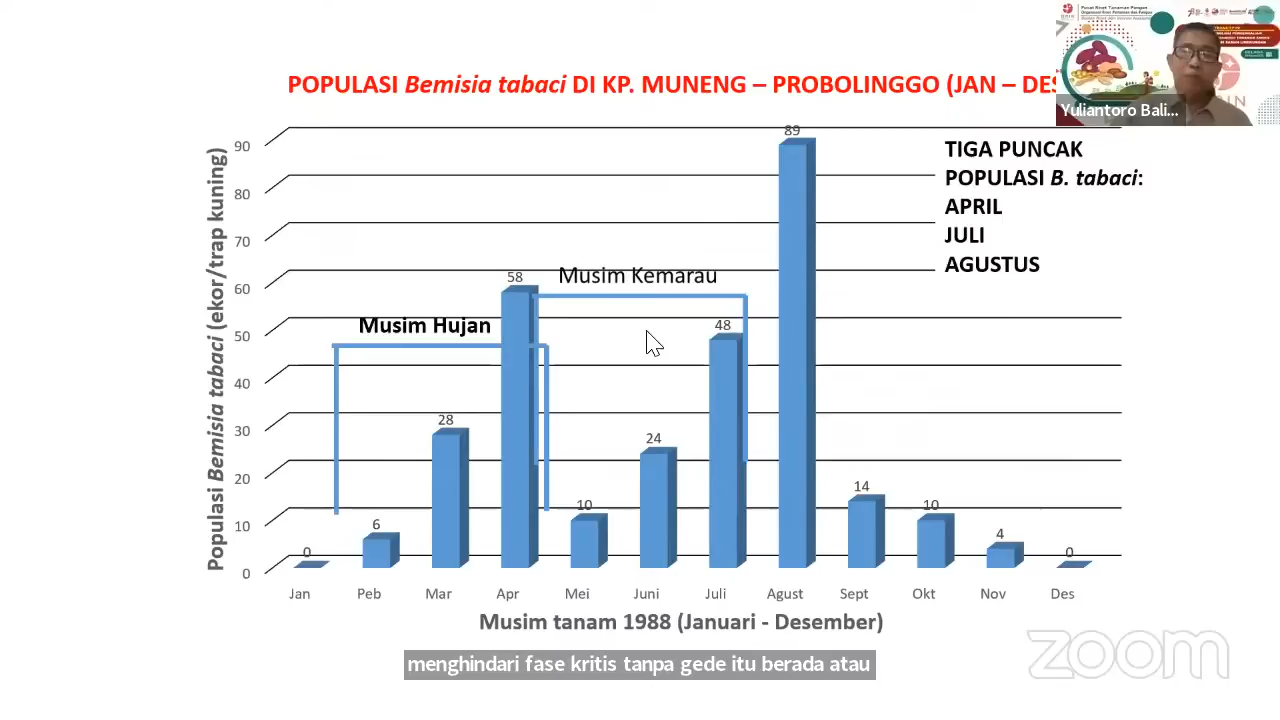 POPULASI Bemisia tabaci DI KP. MUNENG – PROBOLINGGO (JAN – DES
Pusat Riset Tanaman Pangan
Yuliantoro Bali...
TIGA PUNCAK
POPULASI B. tabaci:
APRIL
JULI
AGUSTUS
Populasi Bemisia tabaci (ekor/trap kuning)
90
80
70
60
50
40
30
20
10
0
Musim Hujan
Musim Kemarau
0
6
28
58
10
24
48
89
14
10
4
0
Jan
Peb
Mar
Apr
Mei
Juni
Juli
Agust
Sept
Okt
Nov
Des
Musim tanam 1988 (Januari - Desember)
menghindari fase kritis tanpa gede itu berada atau
zoom